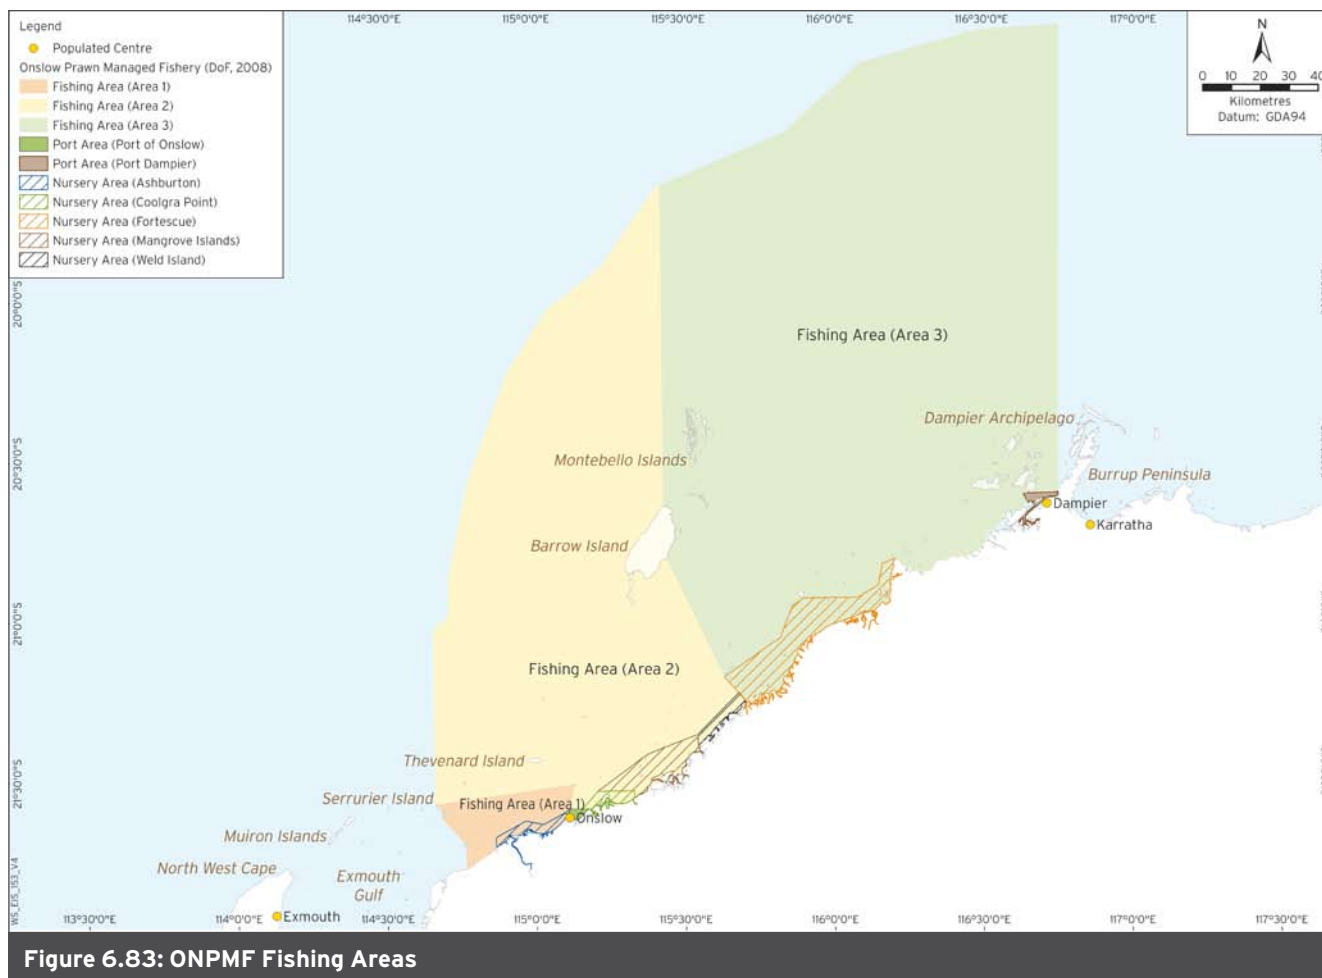 Legend
Populated Centre
Onslow Prawn Managed Fishery (DoF, 2008)
Fishing Area (Area 1)
Fishing Area (Area 2)
Fishing Area (Area 3)
Port Area (Port of Onslow)
Port Area (Port Dampier)
Nursery Area (Ashburton)
Nursery Area (Coolgra Point)
Nursery Area (Fortescue)
Nursery Area (Mangrove Islands)
Nursery Area (Weld Island)
114°30'0"E
115°0'0"E
115°30'0"E
116°0'0"E
116°30'0"E
117°0'0"E
N
0 10 20 30 40
Kilometres
Datum: GDA94
20°0'0"S
20°30'0"S
21°0'0"S
21°30'0"S
Fishing Area (Area 3)
Dampier Archipelago
Montebello Islands
Burrup Peninsula
Dampier
Karratha
Barrow Island
Fishing Area (Area 2)
Thevenard Island
Serrurier Island
Fishing Area (Area 1)
Onslow
Muiron Islands
North West Cape
Exmouth
Gulf
Exmouth
WS_EIS_153_V4
113°30'0"E
114°0'0"E
114°30'0"E
115°0'0"E
115°30'0"E
116°0'0"E
116°30'0"E
117°0'0"E
117°30'0"E
Figure 6.83: ONPMF Fishing Areas